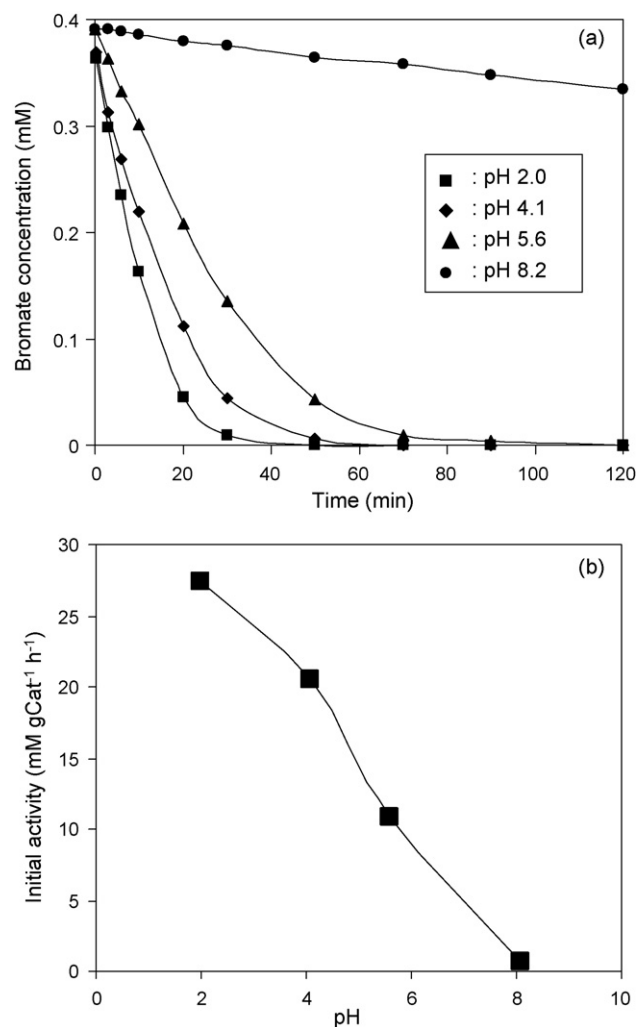 (a)
Bromate concentration (mM)
0.4
0.3
0.2
0.1
0
: pH 2.0
: pH 4.1
: pH 5.6
: pH 8.2
0 20 40 60 80 100 120
Time (min)
(b)
Initial activity (mM gCat⁻¹ h⁻¹)
30
25
20
15
10
5
0
0 2 4 6 8 10
pH